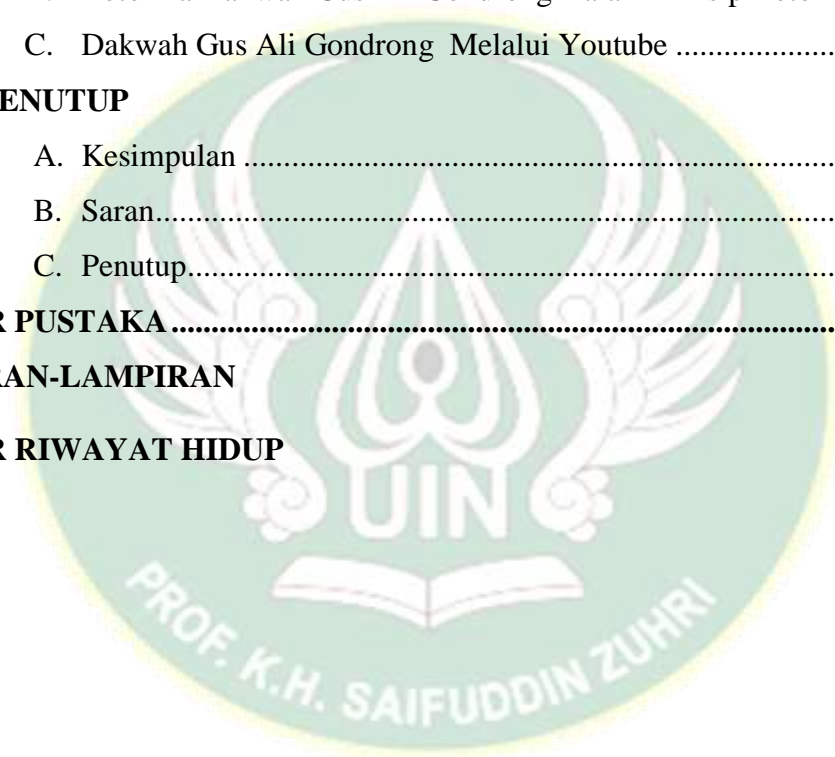 C. Dakwah Gus Ali Gondrong Melalui Youtube ....................
ENUTUP
A. Kesimpulan ..........................................................................
B. Saran.....................................................................................
C. Penutup.................................................................................
R PUSTAKA ...................................................................................
RAN-LAMPIRAN
R RIWAYAT HIDUP
UIN
PROF. K.H. SAIFUDDIN ZUHRI